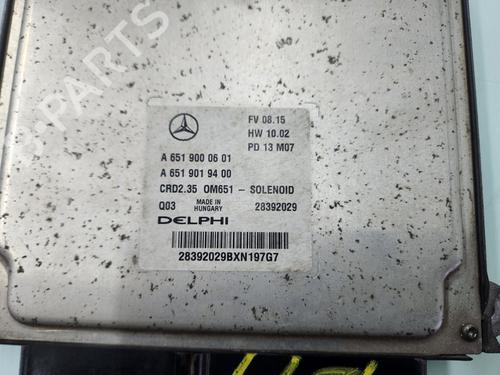 FV 08.15
HW 10.02
PD 13 M07
A 651 900 06 01
A 651 901 94 00
CRD2.35 OM651 - SOLENOID
Q03 MADE IN HUNGARY 28392029
DELPHI
28392029BXN197G7
B-PARTS